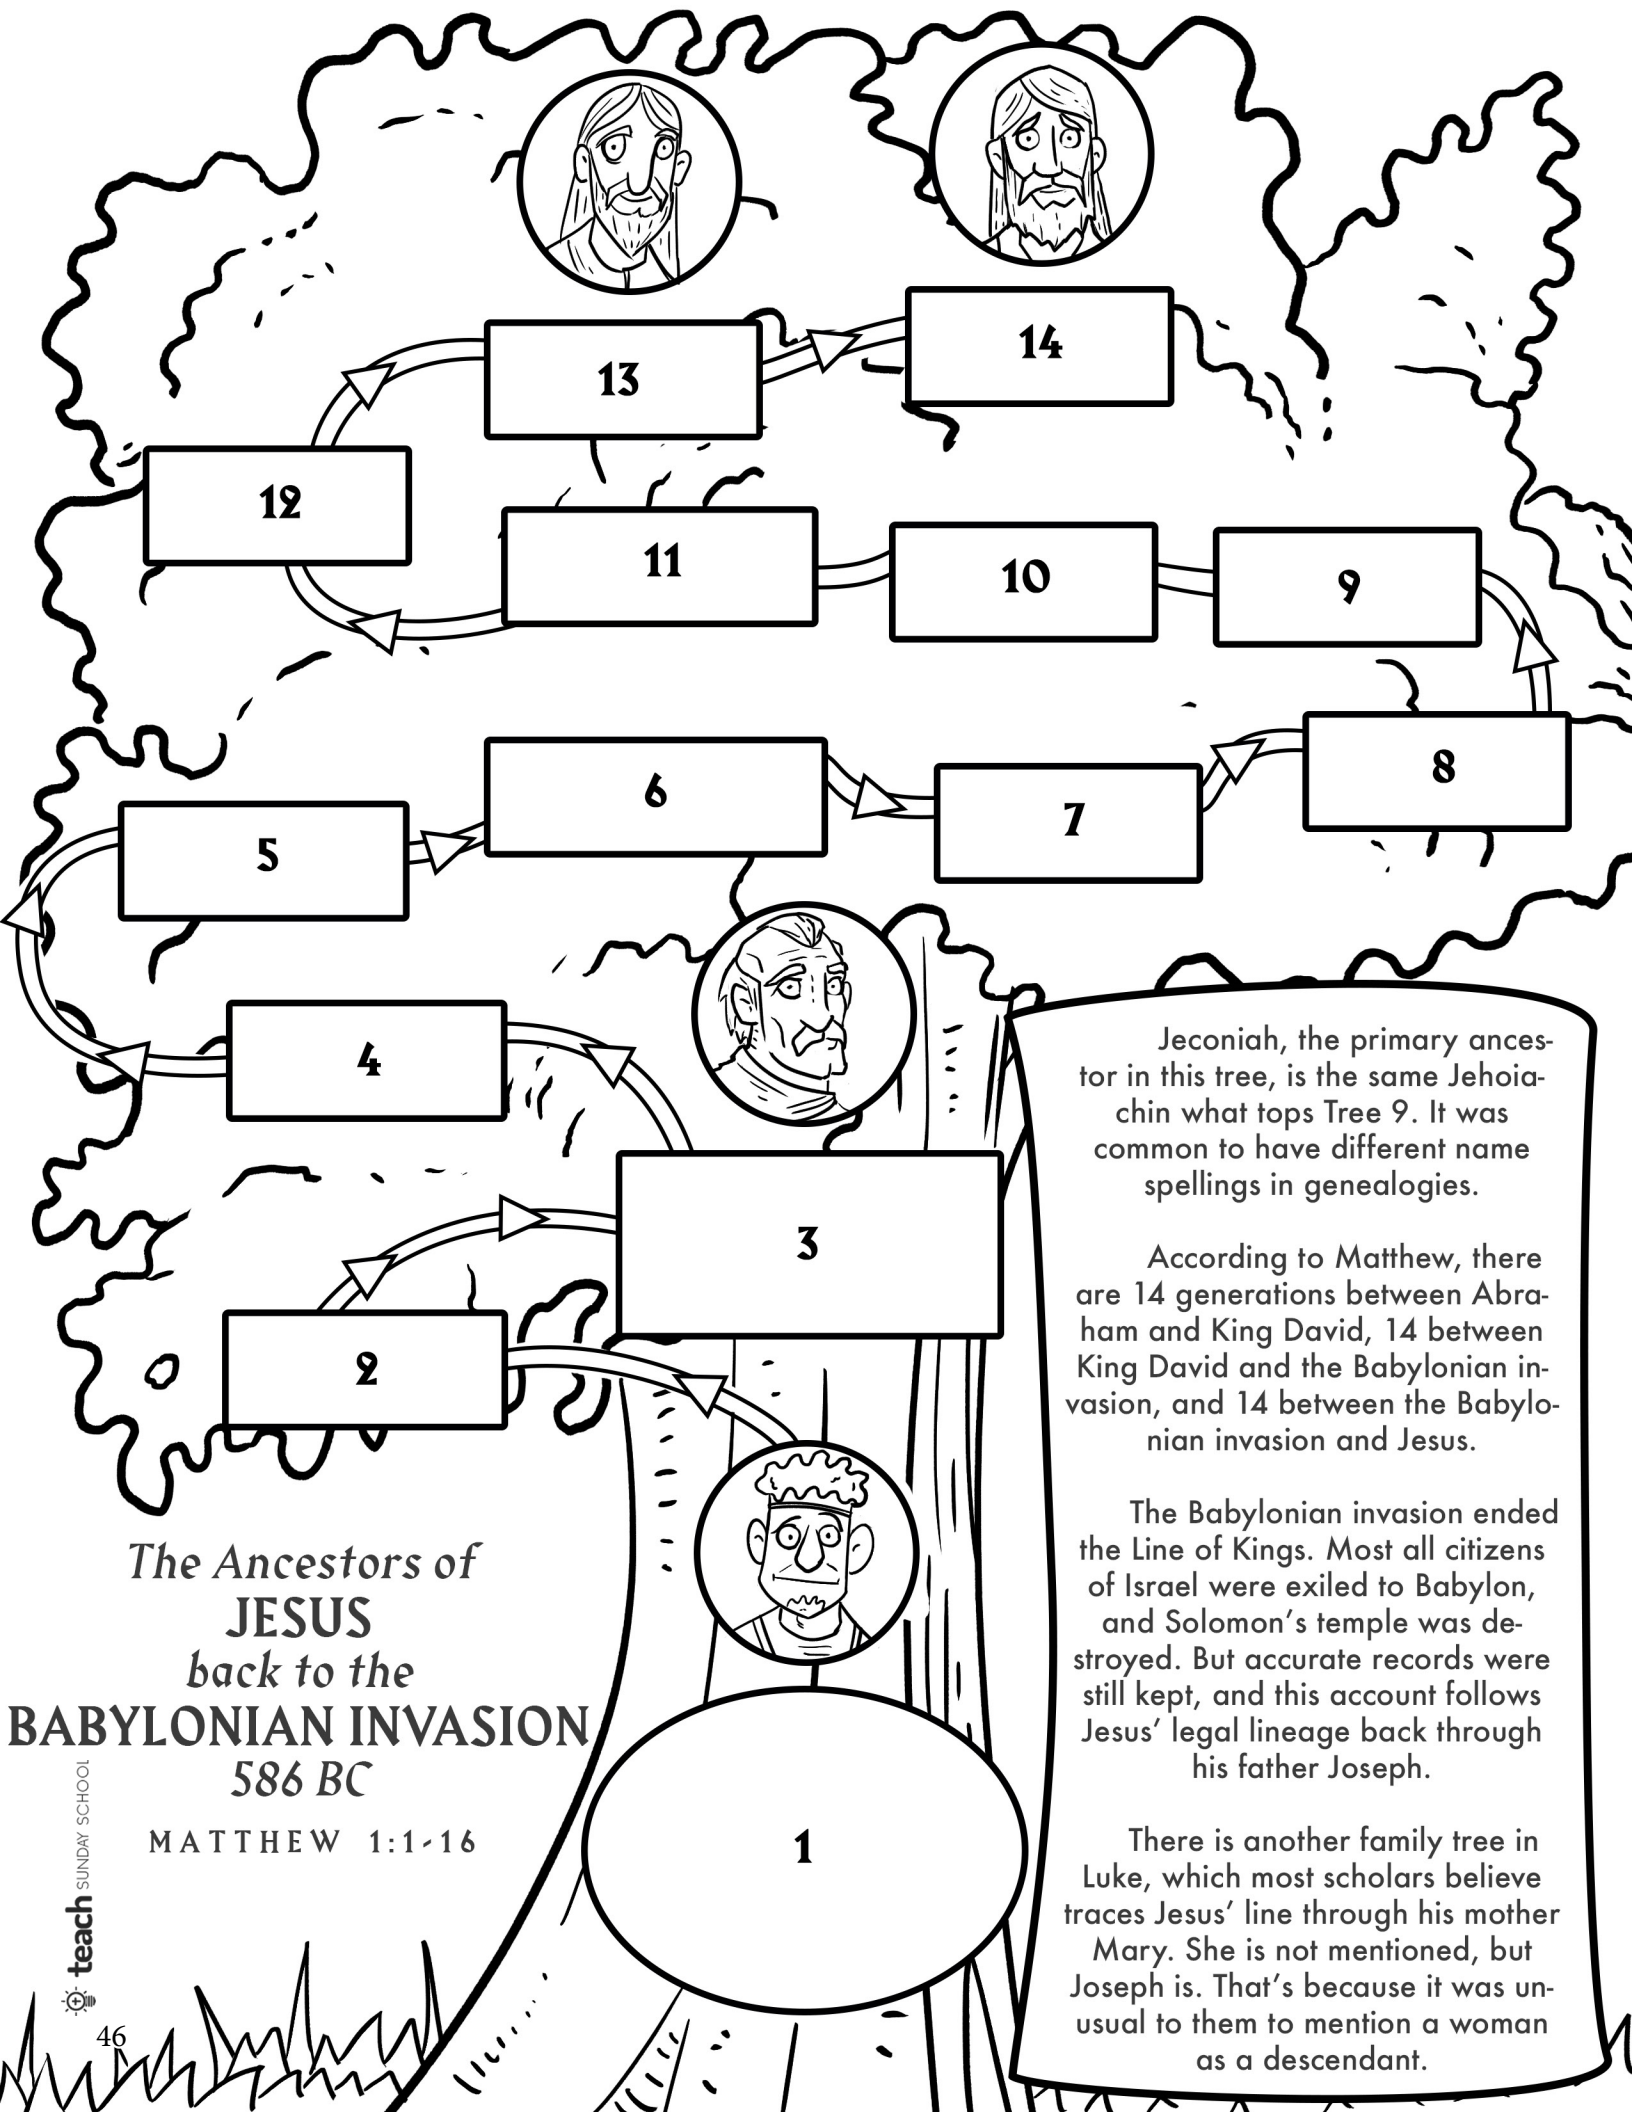 13
14
12
11
10
9
8
7
6
5
4
3
2
1
The Ancestors of
JESUS
back to the
BABYLONIAN INVASION
586 BC
MATTHEW 1:1-16
teach SUNDAY SCHOOL
46
Jeconiah, the primary ances-
tor in this tree, is the same Jehoia-
chin what tops Tree 9. It was
common to have different name
spellings in genealogies.
According to Matthew, there
are 14 generations between Abra-
ham and King David, 14 between
King David and the Babylonian in-
vasion, and 14 between the Babylo-
nian invasion and Jesus.
The Babylonian invasion ended
the Line of Kings. Most all citizens
of Israel were exiled to Babylon,
and Solomon's temple was de-
stroyed. But accurate records were
still kept, and this account follows
Jesus' legal lineage back through
his father Joseph.
There is another family tree in
Luke, which most scholars believe
traces Jesus' line through his mother
Mary. She is not mentioned, but
Joseph is. That's because it was un-
usual to them to mention a woman
as a descendant.